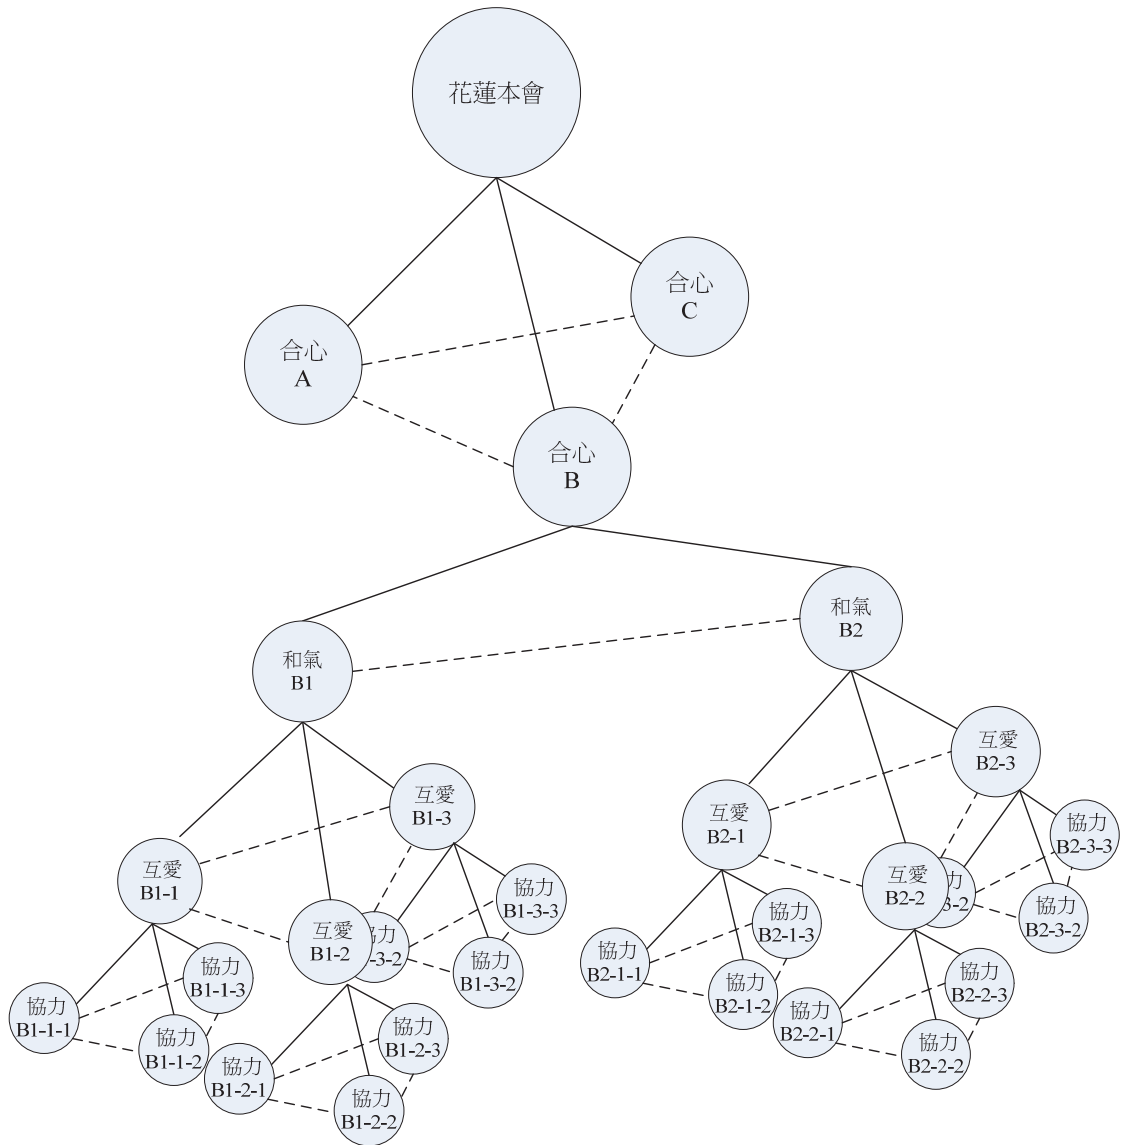 花蓮本會
合心
C
合心
A
合心
B
和氣
B2
和氣
B1
互愛
B2-3
互愛
B1-3
互愛
B2-1
協力
B2-3-3
互愛
B1-1
互愛
B2-2
3-2
協力
B1-3-3
協力
B2-3-2
協力
B2-1-3
互愛
B1-2
協力
-3-2
協力
B1-3-2
協力
B2-1-1
協力
B1-1-3
協力
B2-1-2
協力
B2-2-3
協力
B1-1-1
協力
B1-1-2
協力
B2-2-1
協力
B1-2-3
協力
B2-2-2
協力
B1-2-1
協力
B1-2-2